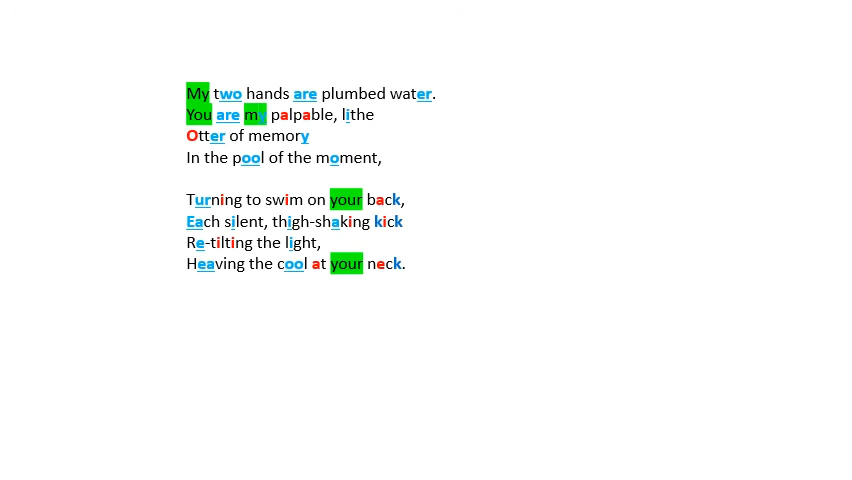 My two hands are plumbed water.
You are my palpable, lithe
Otter of memory
In the pool of the moment,
Turning to swim on your back,
Each silent, thigh-shaking kick
Re-tilting the light,
Heaving the cool at your neck.